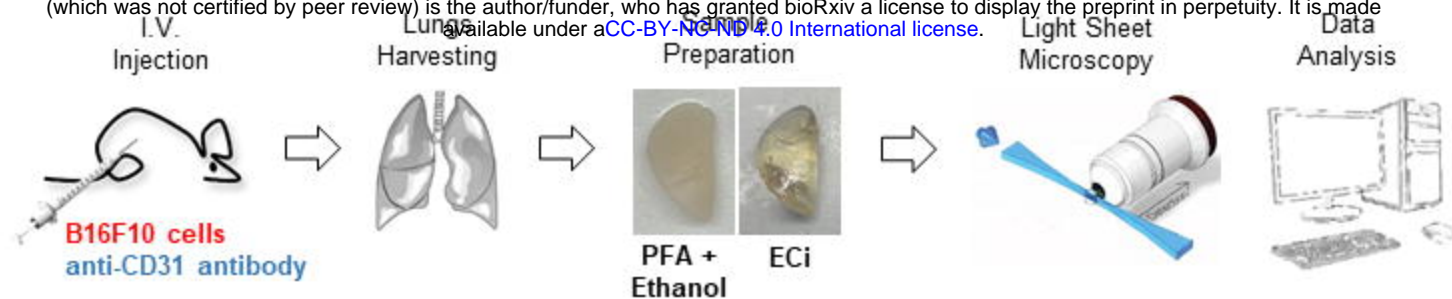 (which was not certified by peer review) is the author/funder, who has granted bioRxiv a license to display the preprint in perpetuity. It is made
available under aCC-BY-NC-ND 4.0 International license.
I.V.
Injection
Lungs
Harvesting
Sample
Preparation
Light Sheet
Microscopy
Data
Analysis
B16F10 cells
anti-CD31 antibody
PFA +
Ethanol
ECi